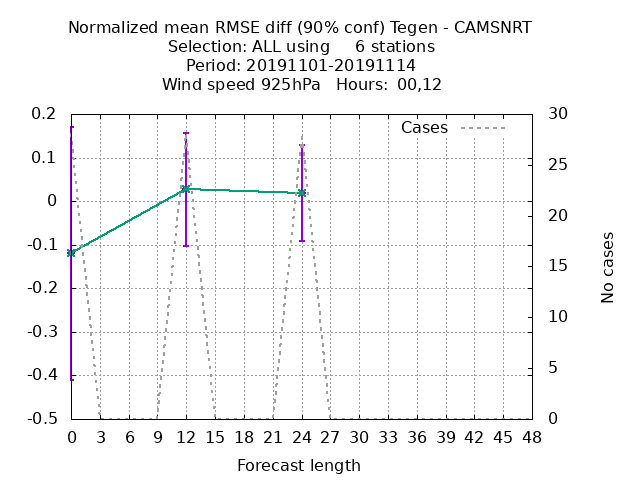 Normalized mean RMSE diff (90% conf) Tegen - CAMSNRT
Selection: ALL using     6 stations
Period: 20191101-20191114
Wind speed 925hPa   Hours: 00,12
Cases
0.2
0.1
0
-0.1
-0.2
-0.3
-0.4
-0.5
30
25
20
15
10
5
0
No cases
0 3 6 9 12 15 18 21 24 27 30 33 36 39 42 45 48
Forecast length